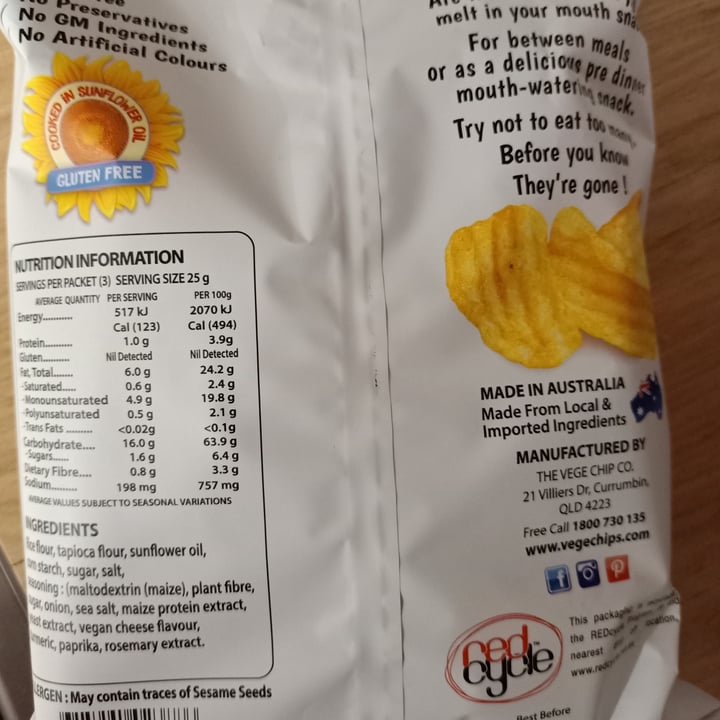 Preservatives
No GM Ingredients
No Artificial Colours
COOKED IN SUNFLOWER OIL
GLUTEN FREE
NUTRITION INFORMATION
SERVINGS PER PACKET (3) SERVING SIZE 25 g
AVERAGE QUANTITY PER SERVING PER 100g
Energy........... 517 kJ 2070 kJ
Cal (123) Cal (494)
Protein.......... 1.0 g 3.9g
Gluten........... Nil Detected Nil Detected
Fat, Total....... 6.0 g 24.2 g
-Saturated..... 0.6 g 2.4 g
-Monounsaturated 4.9 g 19.8 g
-Polyunsaturated 0.5 g 2.1 g
-Trans Fats ......... <0.02g <0.1g
Carbohydrate.... 16.0 g 63.9 g
-Sugars...... 1.6 g 6.4 g
Dietary Fibre.... 0.8 g 3.3 g
Sodium......... 198 mg 757 mg
AVERAGE VALUES SUBJECT TO SEASONAL VARIATIONS
INGREDIENTS
Rice flour, tapioca flour, sunflower oil,
starch, sugar, salt,
seasoning : (maltodextrin (maize), plant fibre,
sugar, onion, sea salt, maize protein extract,
yeast extract, vegan cheese flavour,
turmeric, paprika, rosemary extract.
ALLERGEN : May contain traces of Sesame Seeds
melt in your mouth
For between meals
or as a delicious pre dinner
mouth-watering snack.
Try not to eat too many,
Before you know
They're gone !
MADE IN AUSTRALIA
Made From Local &
Imported Ingredients
MANUFACTURED BY
THE VEGE CHIP CO.
21 Villiers Dr, Currumbin,
QLD 4223
Free Call 1800 730 135
www.vegechips.com
red cycle
This packaging
the REDcycle
nearest
www.redc
Best Before